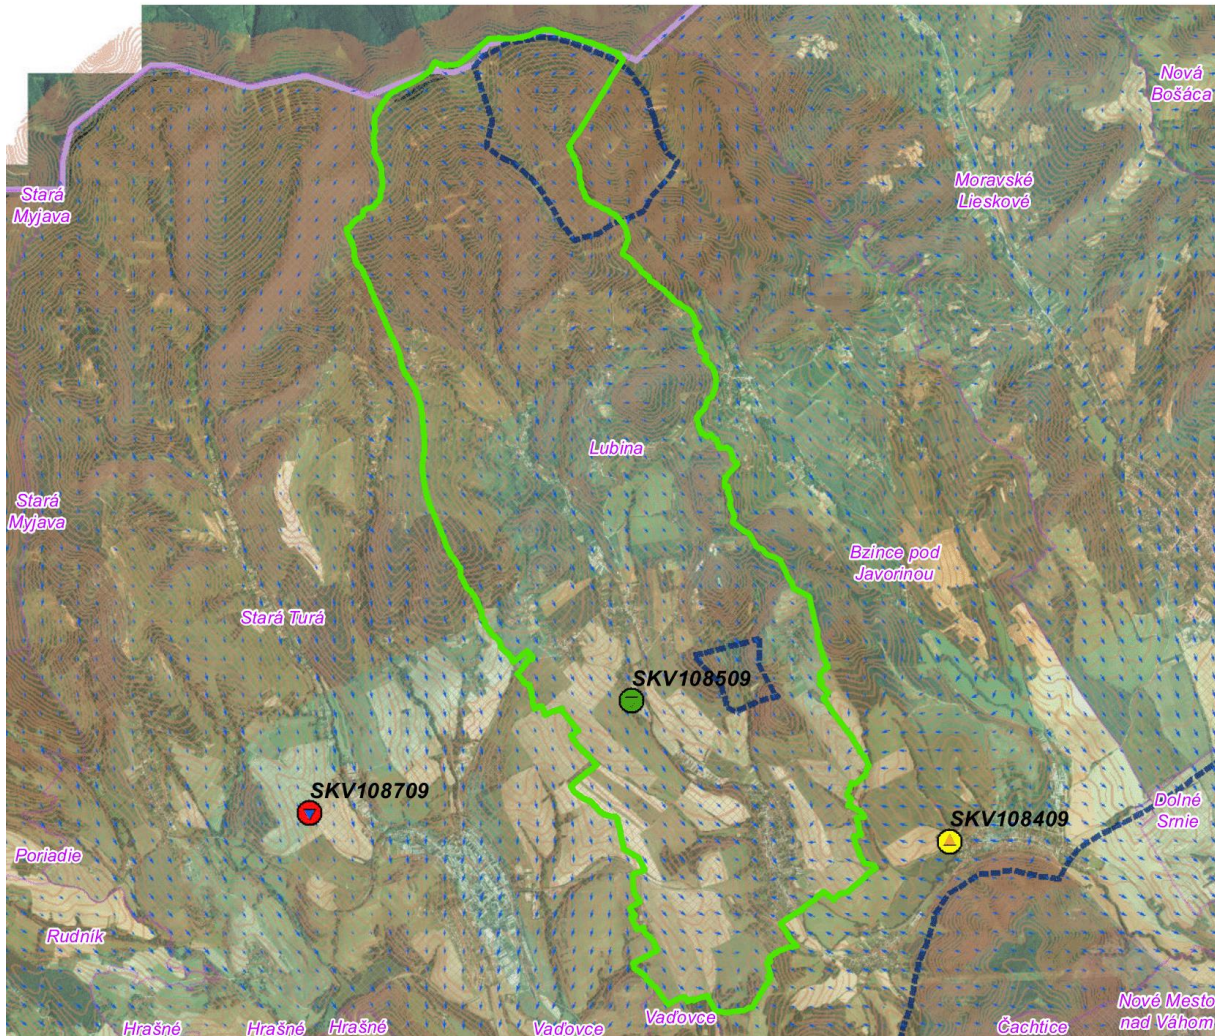 Nová
Bošáca
Stará
Myjava
Moravské
Lieskové
Lubina
Stará
Myjava
Bzince pod
Javorinou
Stará Turá
SKV108509
SKV108709
SKV108409
Dolné
Srnie
Poriadie
Rudník
Nové Mesto
nad Váhom
Hrašné
Hrašné
Hrašné
Vaďovce
Vaďovce
Čachtice